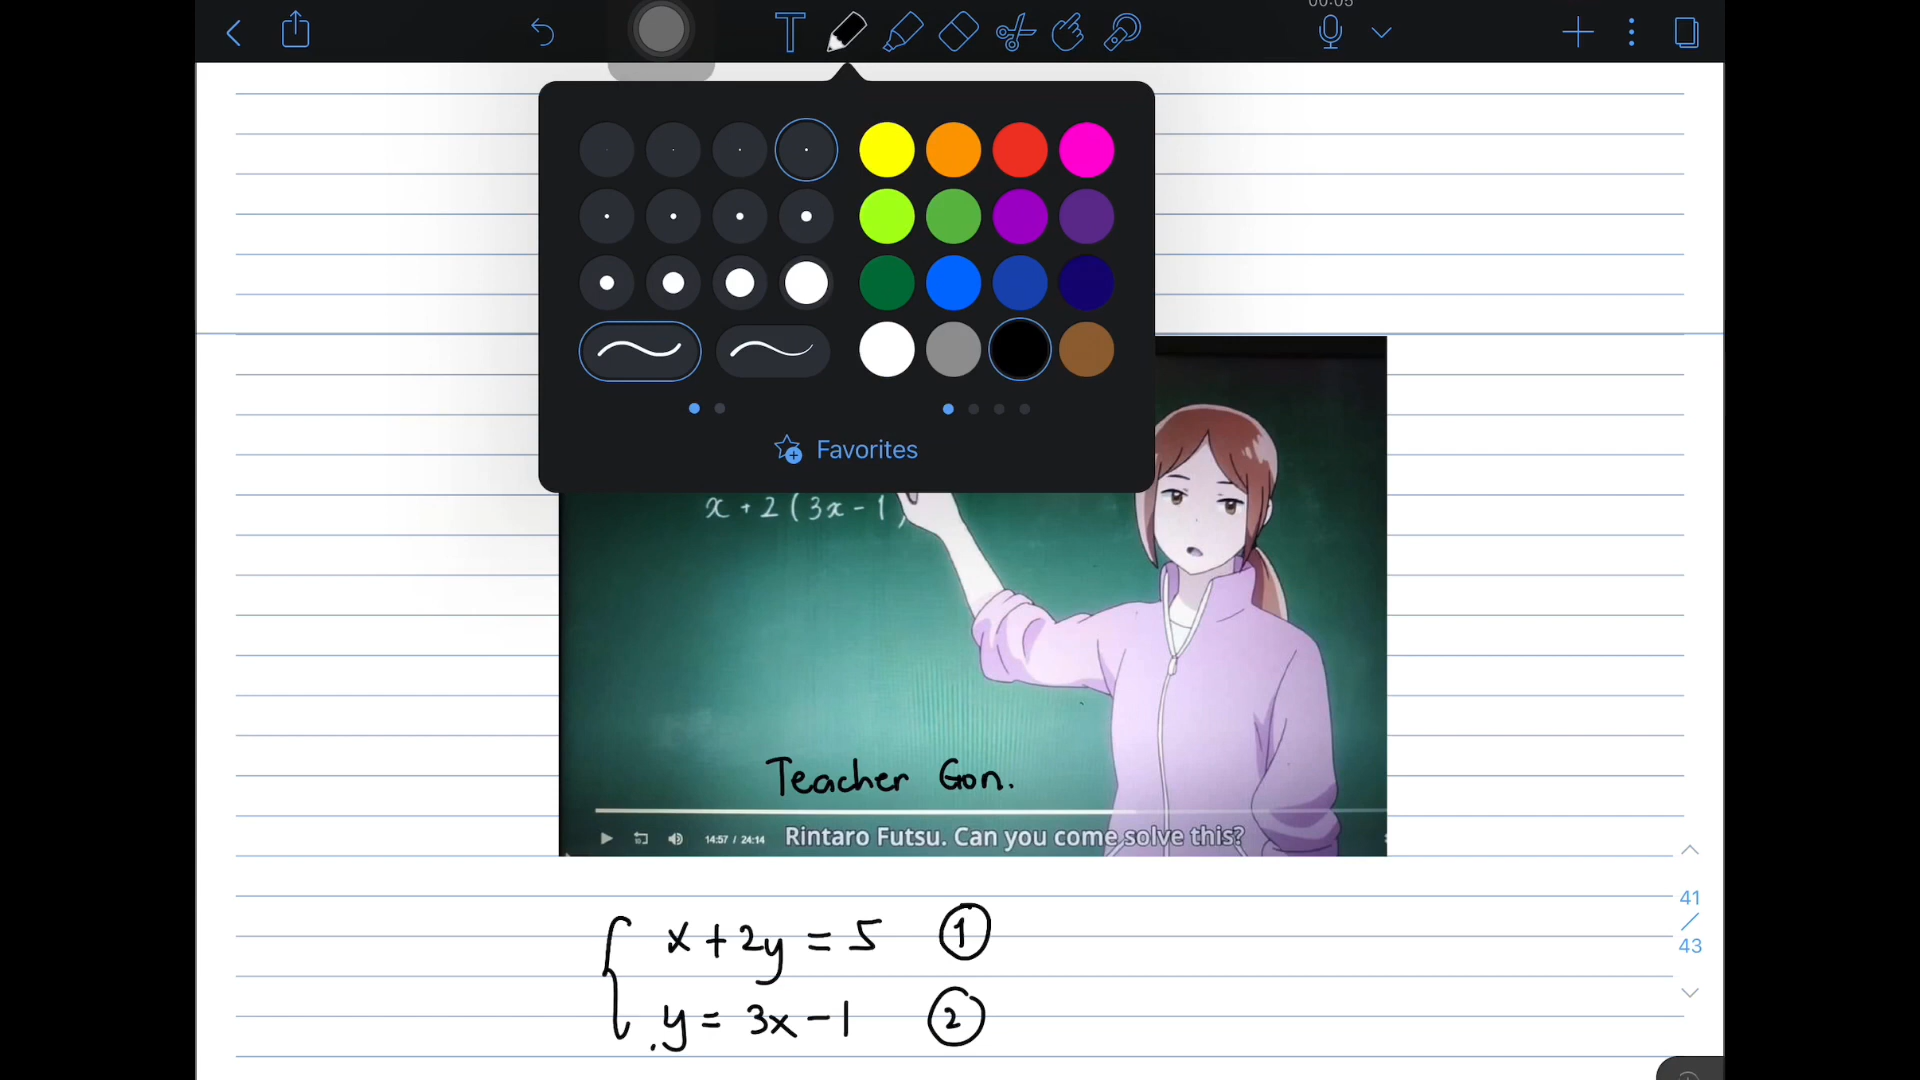 00:05
T
Favorites
x + 2 ( 3x - 1
Teacher Gon.
14:57 / 24:14
Rintaro Futsu. Can you come solve this?
41
/
43
x + 2y = 5 ①
y = 3x - 1 ②